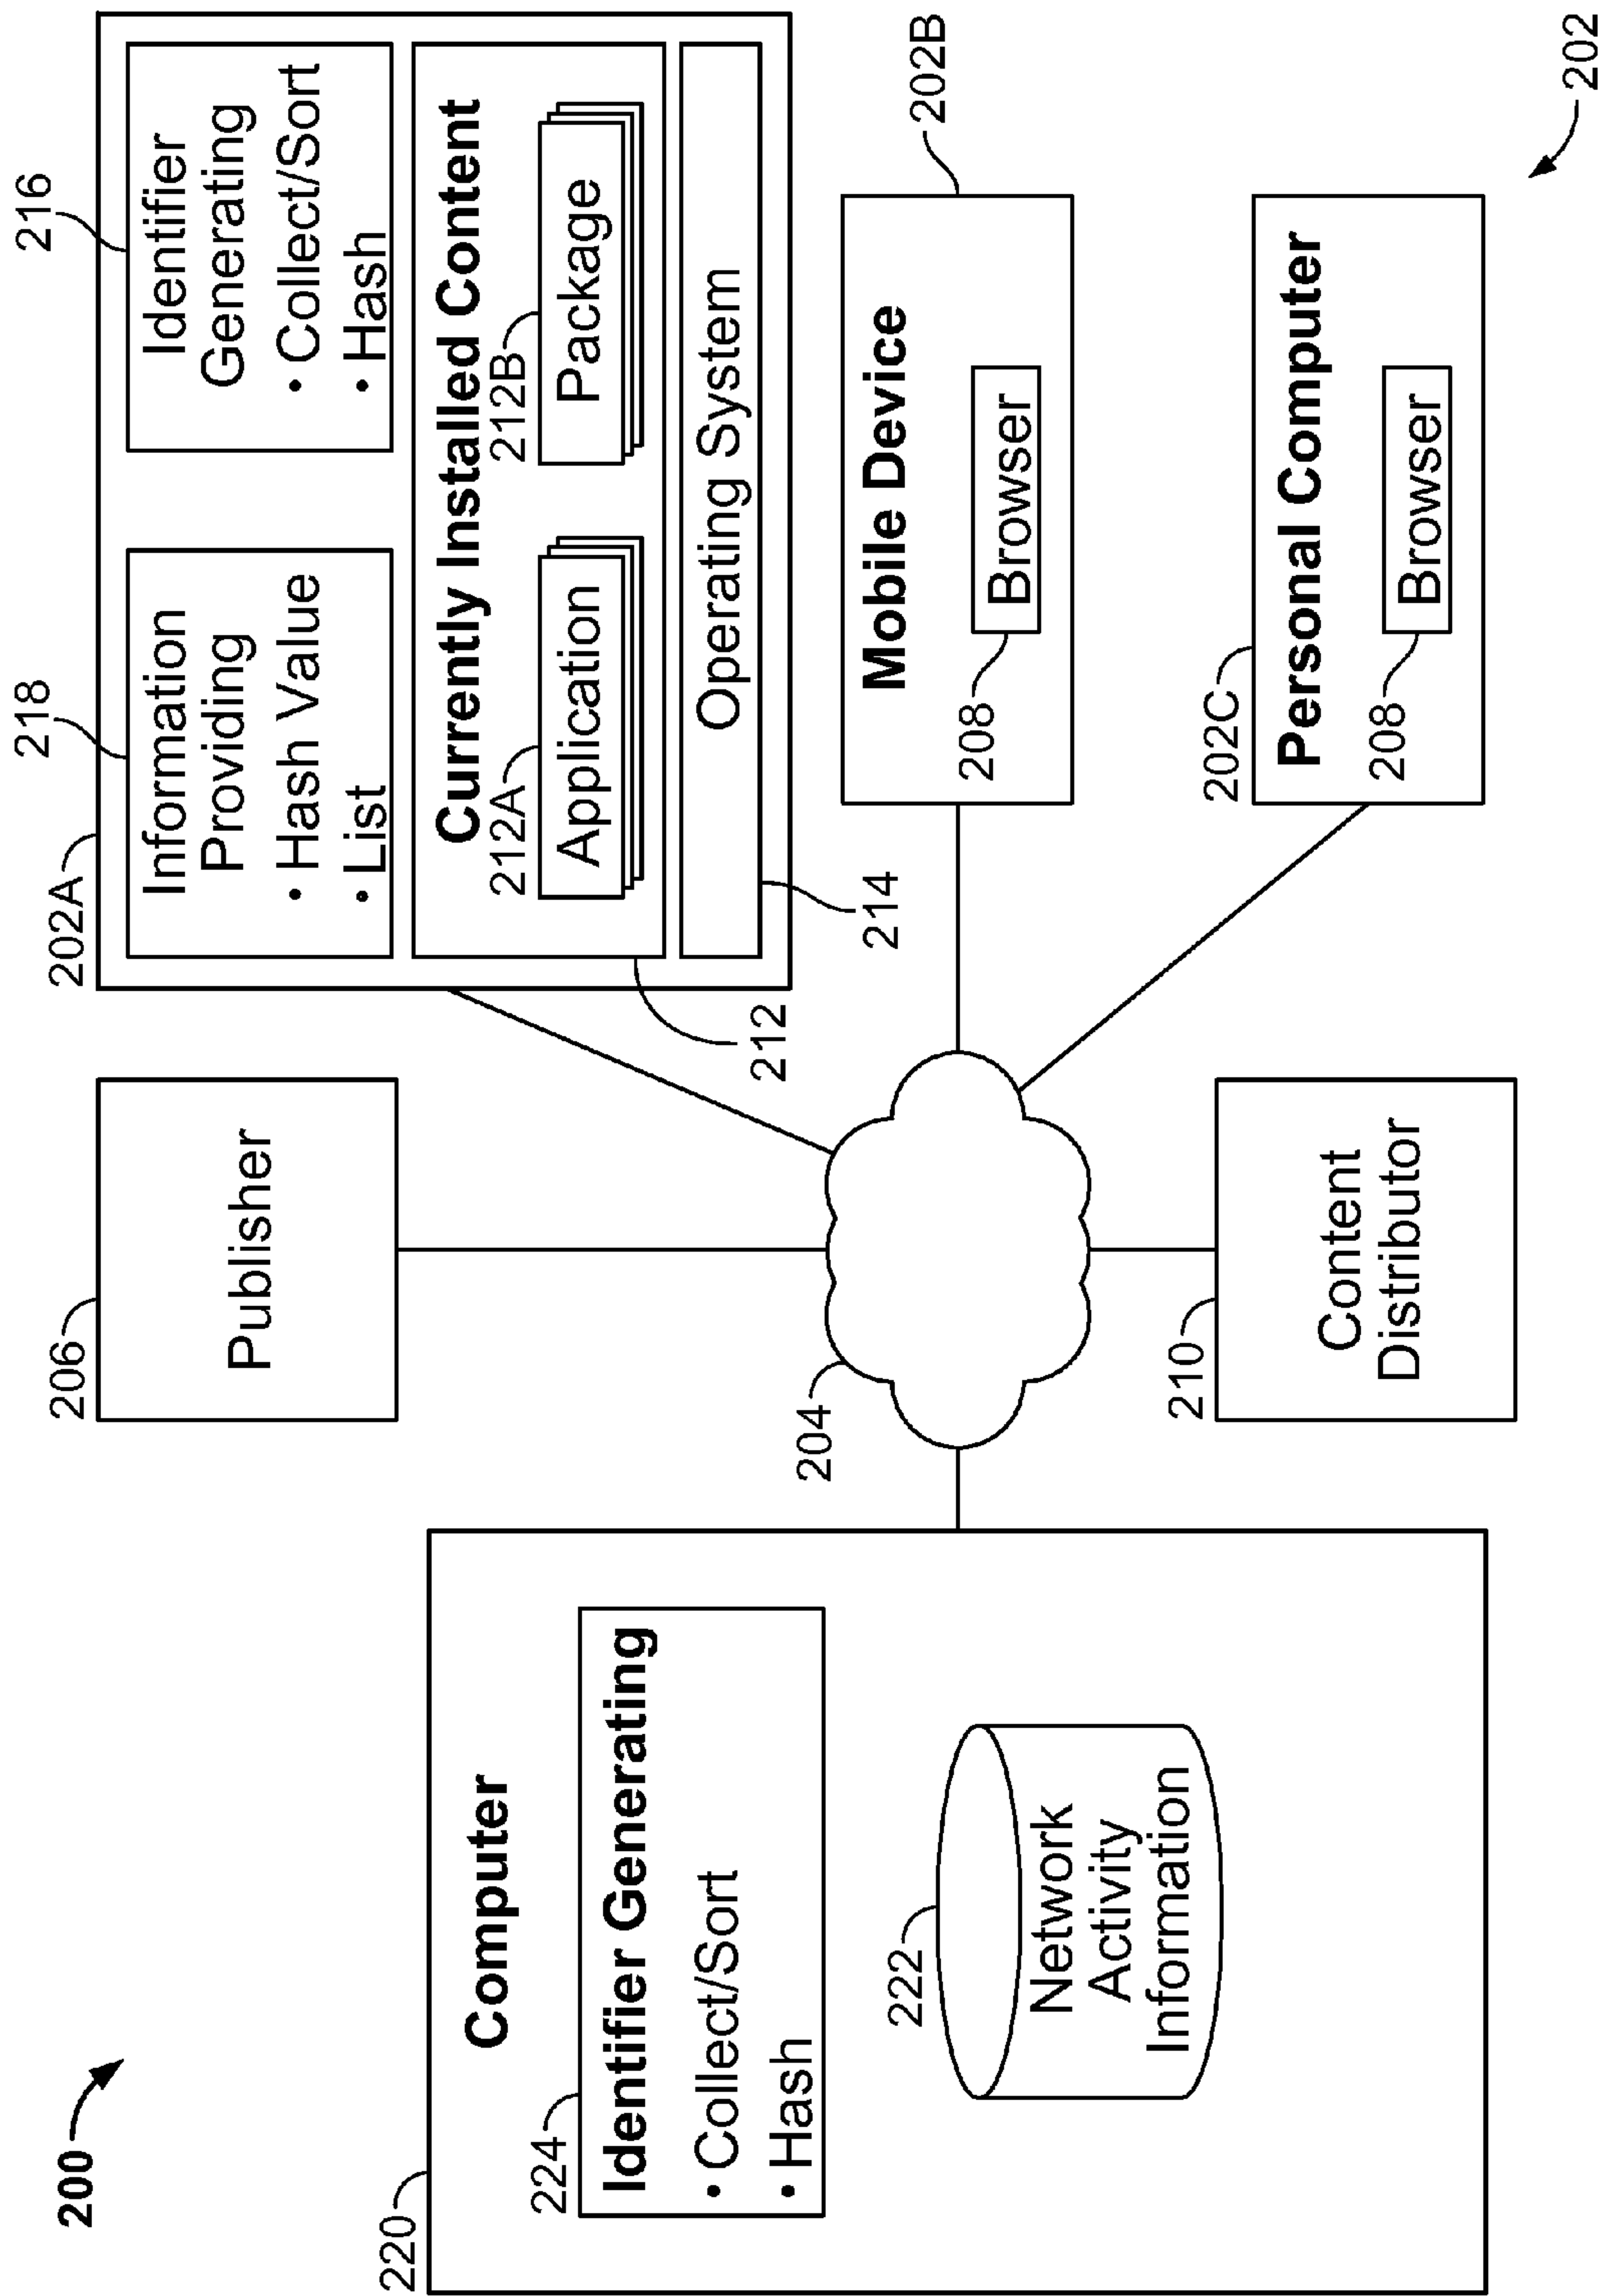 200
220
Computer
224
Identifier Generating
• Collect/Sort
• Hash
222
Network
Activity
Information
206
Publisher
204
210
Content
Distributor
202A
218
Information
Providing
• Hash Value
• List
216
Identifier
Generating
• Collect/Sort
• Hash
Currently Installed Content
212A
Application
212B
Package
Operating System
212
214
Mobile Device
202B
208
Browser
202C
Personal Computer
208
Browser
202